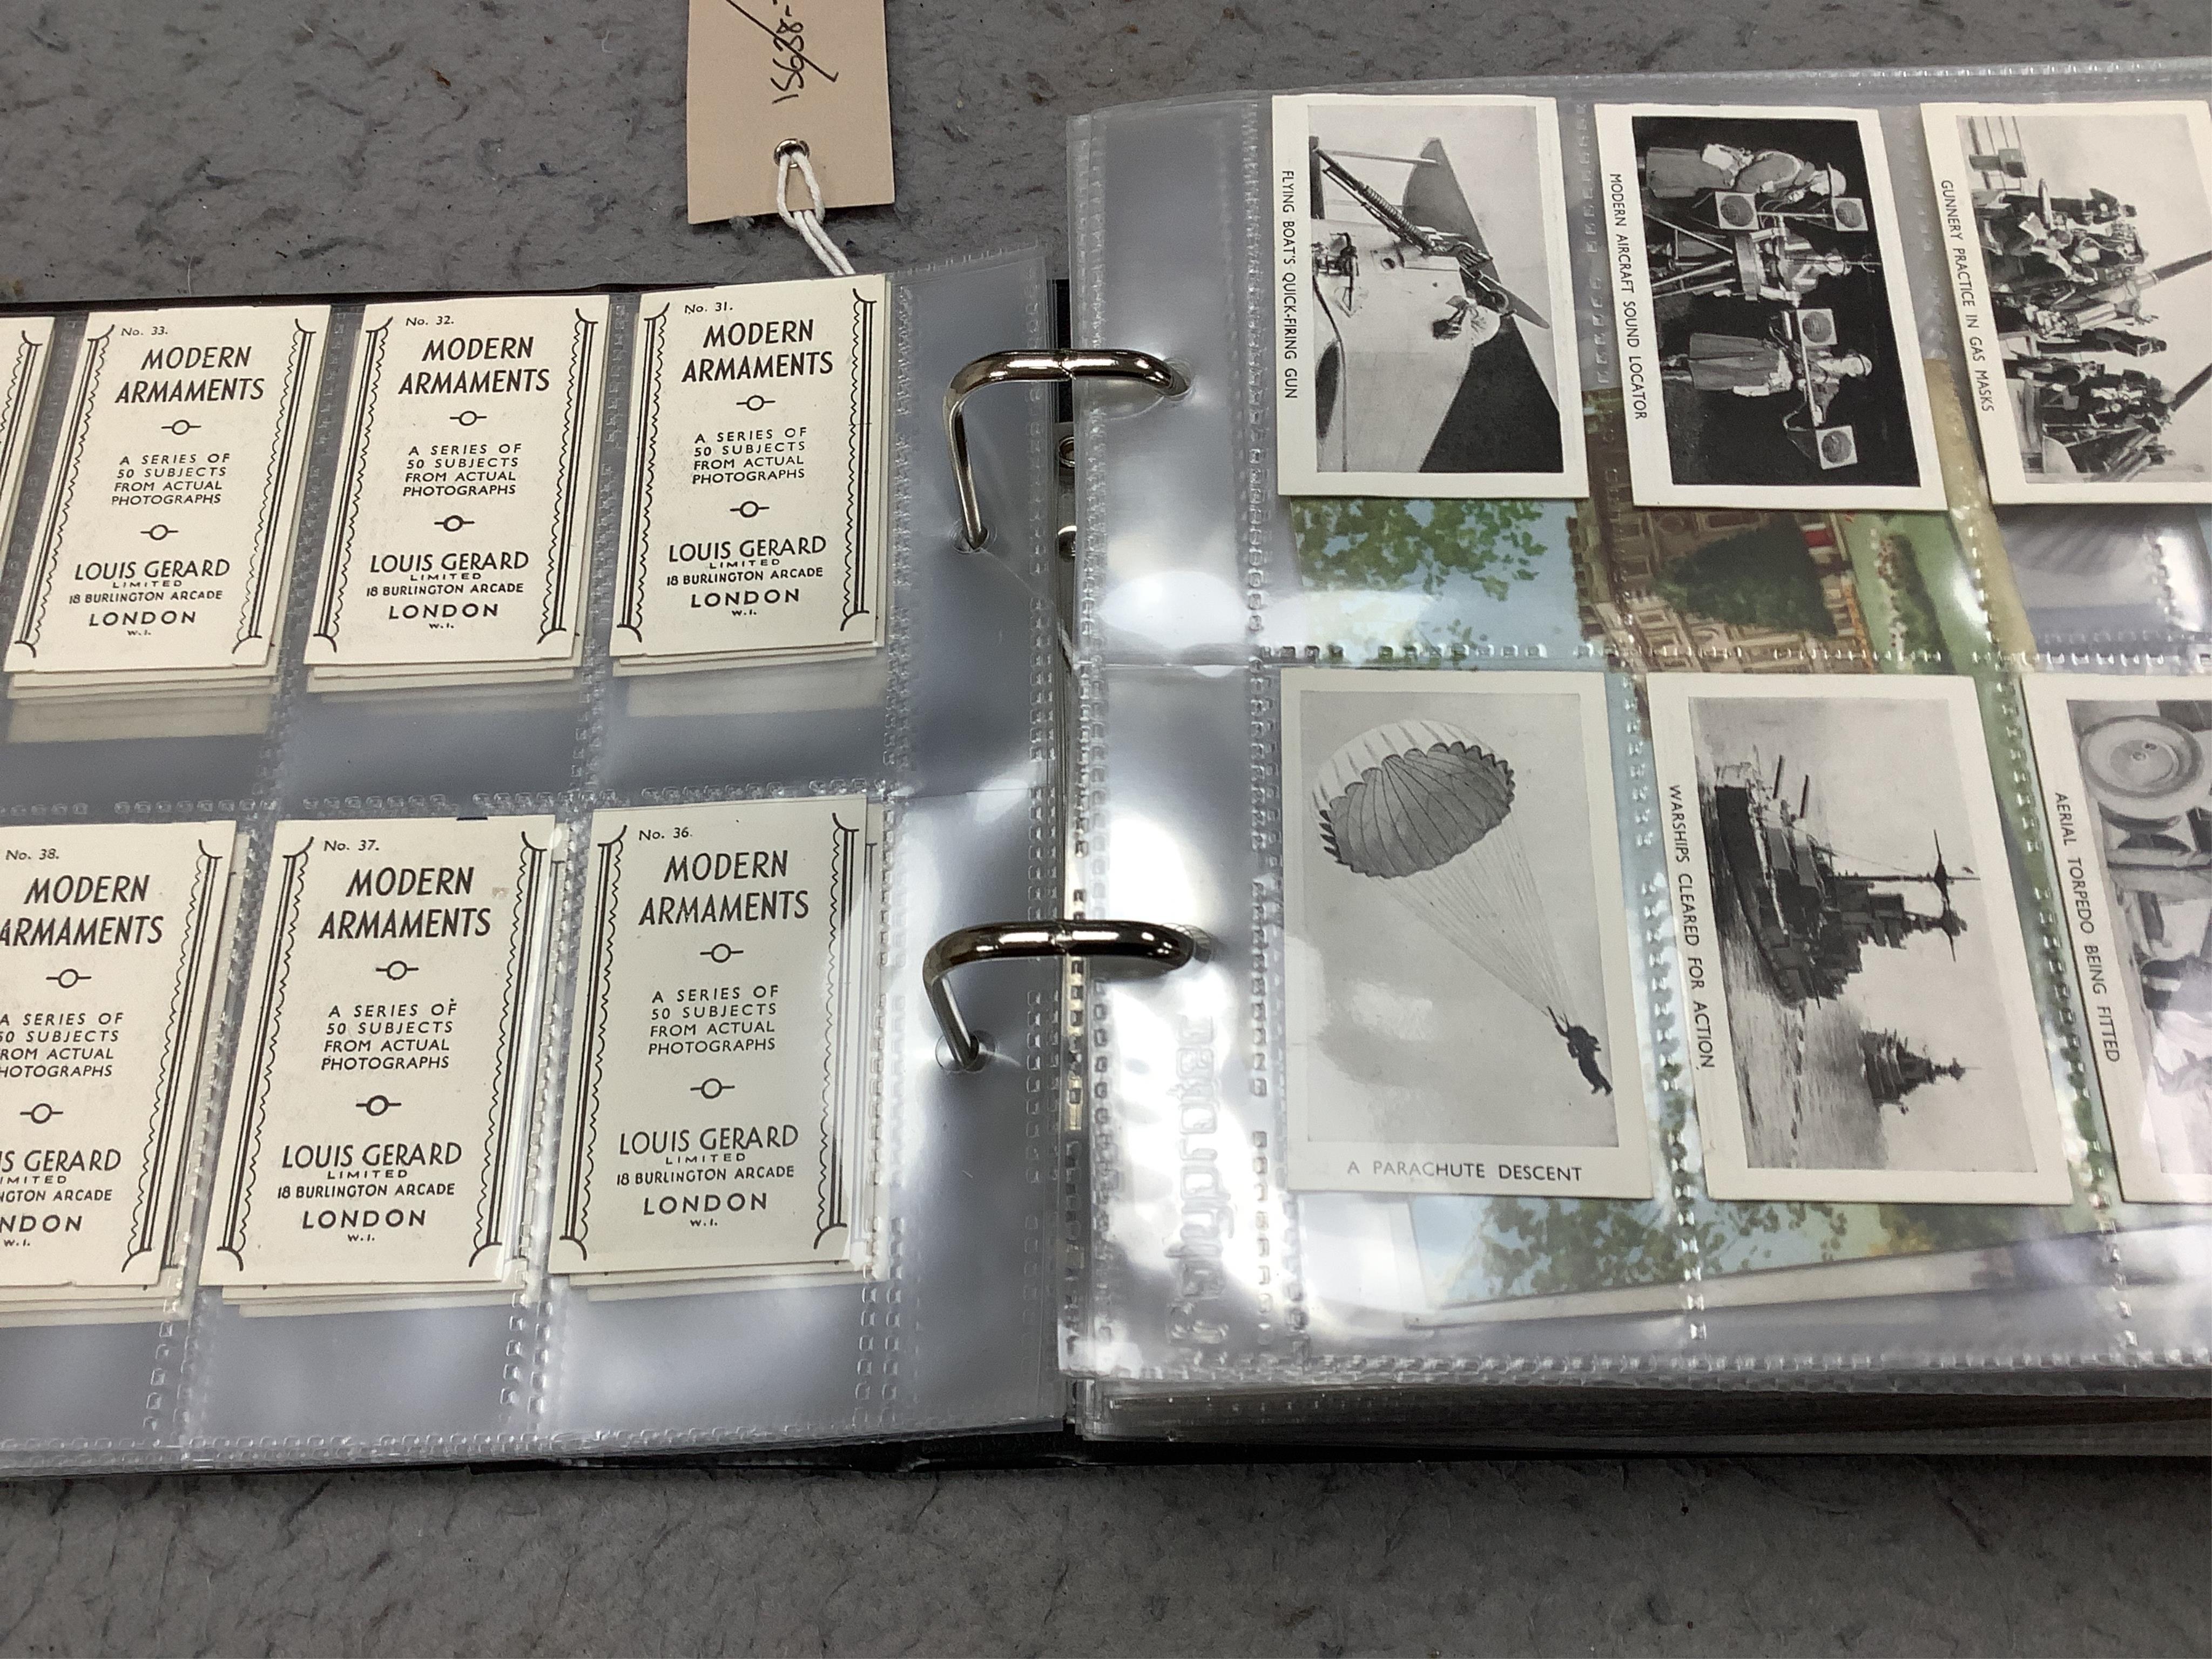 15638-
No. 33.
MODERN
ARMAMENTS
A SERIES OF
50 SUBJECTS
FROM ACTUAL
PHOTOGRAPHS
LOUIS GERARD
LIMITED
18 BURLINGTON ARCADE
LONDON
W.1.
No. 32.
MODERN
ARMAMENTS
A SERIES OF
50 SUBJECTS
FROM ACTUAL
PHOTOGRAPHS
LOUIS GERARD
LIMITED
18 BURLINGTON ARCADE
LONDON
W.1.
No. 31.
MODERN
ARMAMENTS
A SERIES OF
50 SUBJECTS
FROM ACTUAL
PHOTOGRAPHS
LOUIS GERARD
LIMITED
18 BURLINGTON ARCADE
LONDON
W.1.
No. 38.
MODERN
ARMAMENTS
A SERIES OF
50 SUBJECTS
ROM ACTUAL
HOTOGRAPHS
S GERARD
IMITED
NGTON ARCADE
NDON
W.1.
No. 37.
MODERN
ARMAMENTS
A SERIES OF
50 SUBJECTS
FROM ACTUAL
PHOTOGRAPHS
LOUIS GERARD
LIMITED
18 BURLINGTON ARCADE
LONDON
W.1.
No. 36.
MODERN
ARMAMENTS
A SERIES OF
50 SUBJECTS
FROM ACTUAL
PHOTOGRAPHS
LOUIS GERARD
LIMITED
18 BURLINGTON ARCADE
LONDON
W.1.
FLYING BOAT'S QUICK-FIRING GUN
MODERN AIRCRAFT SOUND LOCATOR
GUNNERY PRACTICE IN GAS MASKS
A PARACHUTE DESCENT
WARSHIPS CLEARED FOR ACTION
AERIAL TORPEDO BEING FITTED